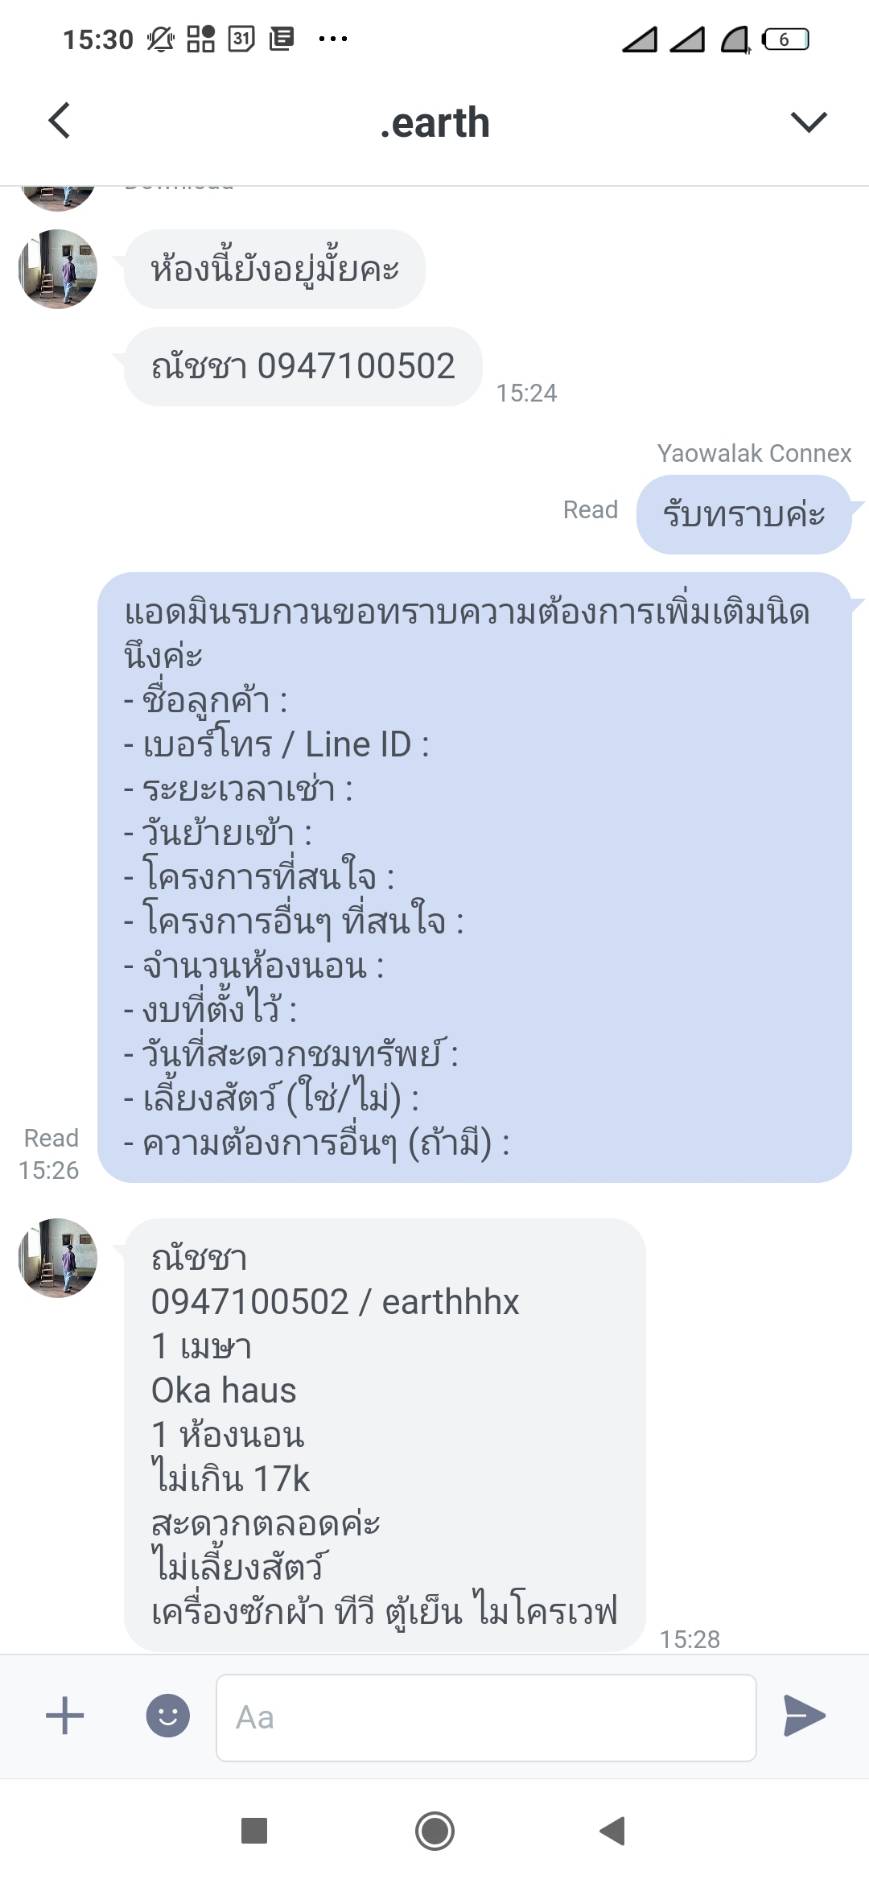 15:30
31
6
.earth
ห้องนี้ยังอยู่มั้ยคะ
ณัชชา 0947100502
15:24
Yaowalak Connex
Read
รับทราบค่ะ
แอดมินรบกวนขอทราบความต้องการเพิ่มเติมนิด
นึงค่ะ
- ชื่อลูกค้า :
- เบอร์โทร / Line ID :
- ระยะเวลาเช่า :
- วันย้ายเข้า :
- โครงการที่สนใจ :
- โครงการอื่นๆ ที่สนใจ :
- จำนวนห้องนอน :
- งบที่ตั้งไว้ :
- วันที่สะดวกชมทรัพย์ :
- เลี้ยงสัตว์ (ใช่/ไม่) :
- ความต้องการอื่นๆ (ถ้ามี) :
Read
15:26
ณัชชา
0947100502 / earthhhx
1 เมษา
Oka haus
1 ห้องนอน
ไม่เกิน 17k
สะดวกตลอดค่ะ
ไม่เลี้ยงสัตว์
เครื่องซักผ้า ทีวี ตู้เย็น ไมโครเวฟ
15:28
Aa